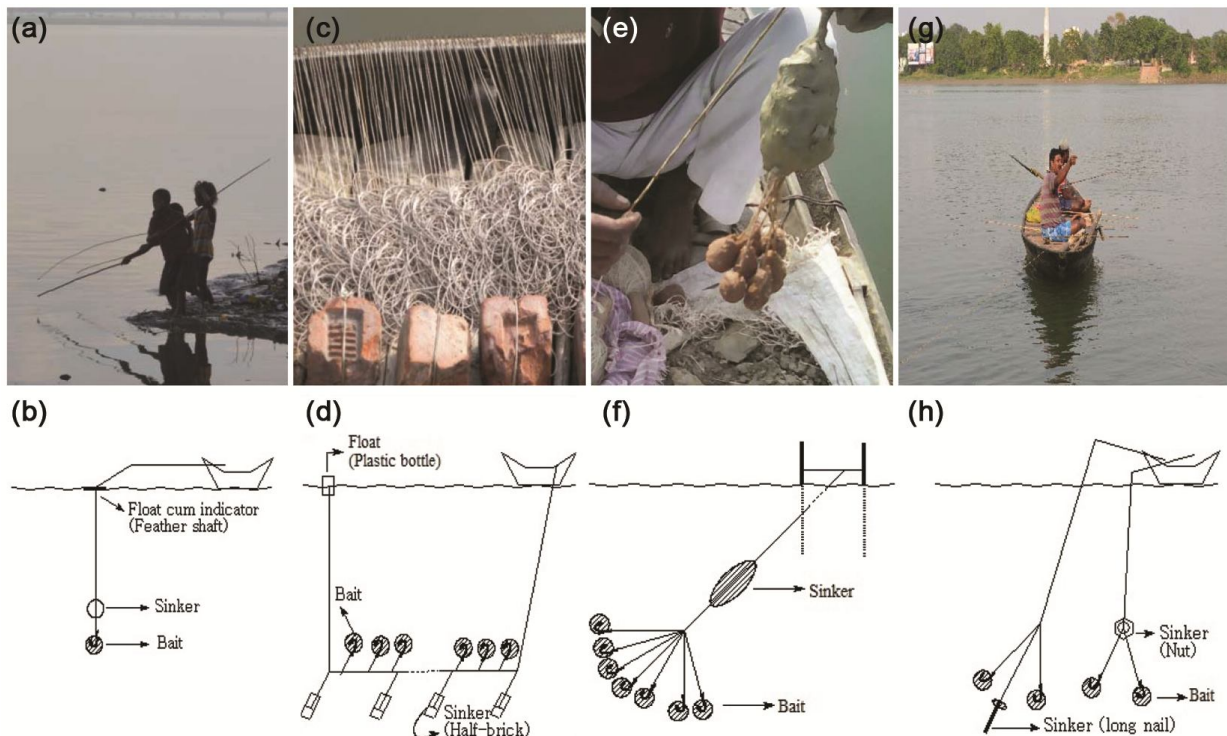 (a)
(c)
(e)
(g)
(b)
Float cum indicator
(Feather shaft)
Sinker
Bait
(d)
Float
(Plastic bottle)
Bait
Sinker
(Half-brick)
(f)
Sinker
Bait
(h)
Sinker
(Nut)
Bait
Sinker (long nail)